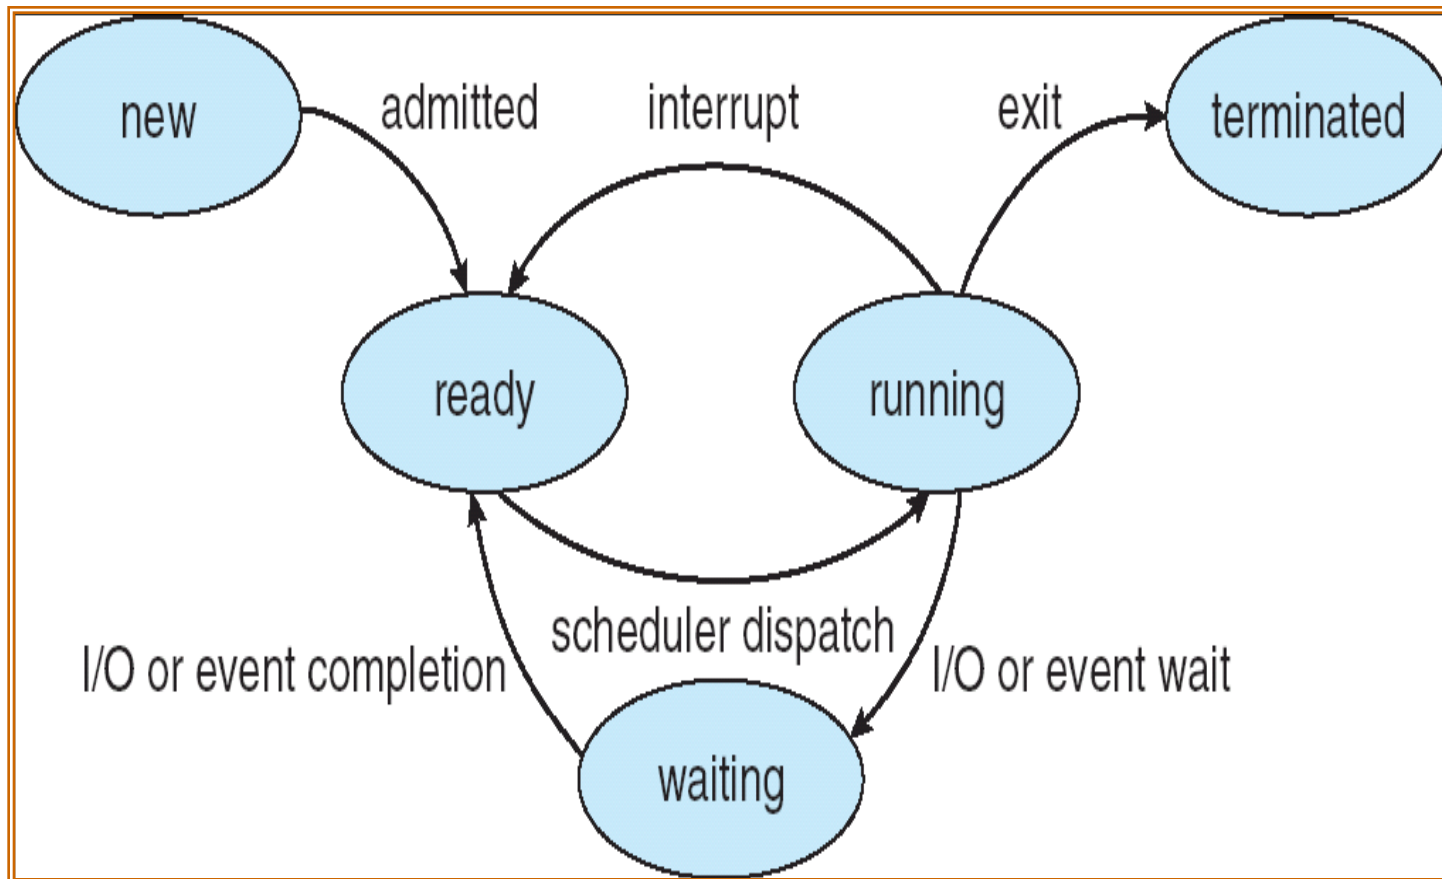 new
admitted
interrupt
exit
terminated
ready
running
scheduler dispatch
I/O or event completion
I/O or event wait
waiting